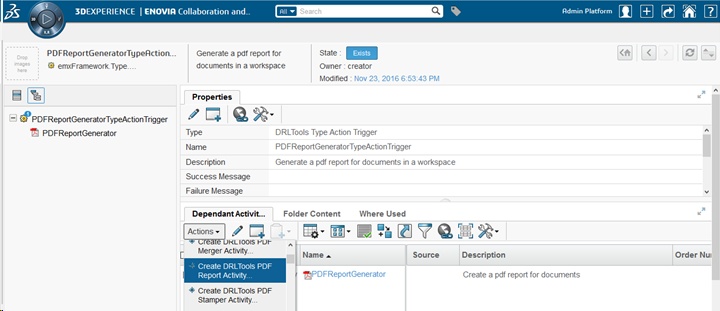 3DEXPERIENCE | ENOVIA Collaboration and..
All
Search
Admin Platform
Drop images here
PDFReportGeneratorTypeAction...
emxFramework.Type....
Generate a pdf report for
documents in a workspace
State : Exists
Owner : creator
Modified : Nov 23, 2016 6:53:43 PM
PDFReportGeneratorTypeActionTrigger
PDFReportGenerator
Properties
Type DRLTools Type Action Trigger
Name PDFReportGeneratorTypeActionTrigger
Description Generate a pdf report for documents in a workspace
Success Message
Failure Message
Dependant Activit... Folder Content Where Used
Actions
Create DRLTools PDF
Merger Activity...
Create DRLTools PDF
Report Activity...
Create DRLTools PDF
Stamper Activity...
Name Source Description Order Nu
PDFReportGenerator Create a pdf report for documents